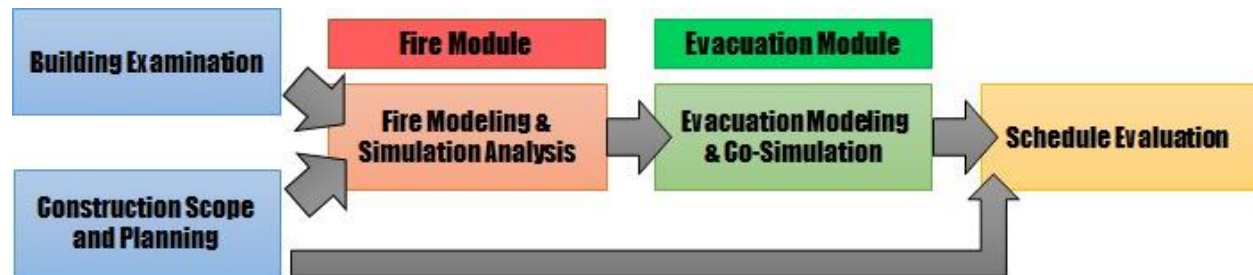 Building Examination
Construction Scope
and Planning
Fire Module
Fire Modeling &
Simulation Analysis
Evacuation Module
Evacuation Modeling
& Co-Simulation
Schedule Evaluation